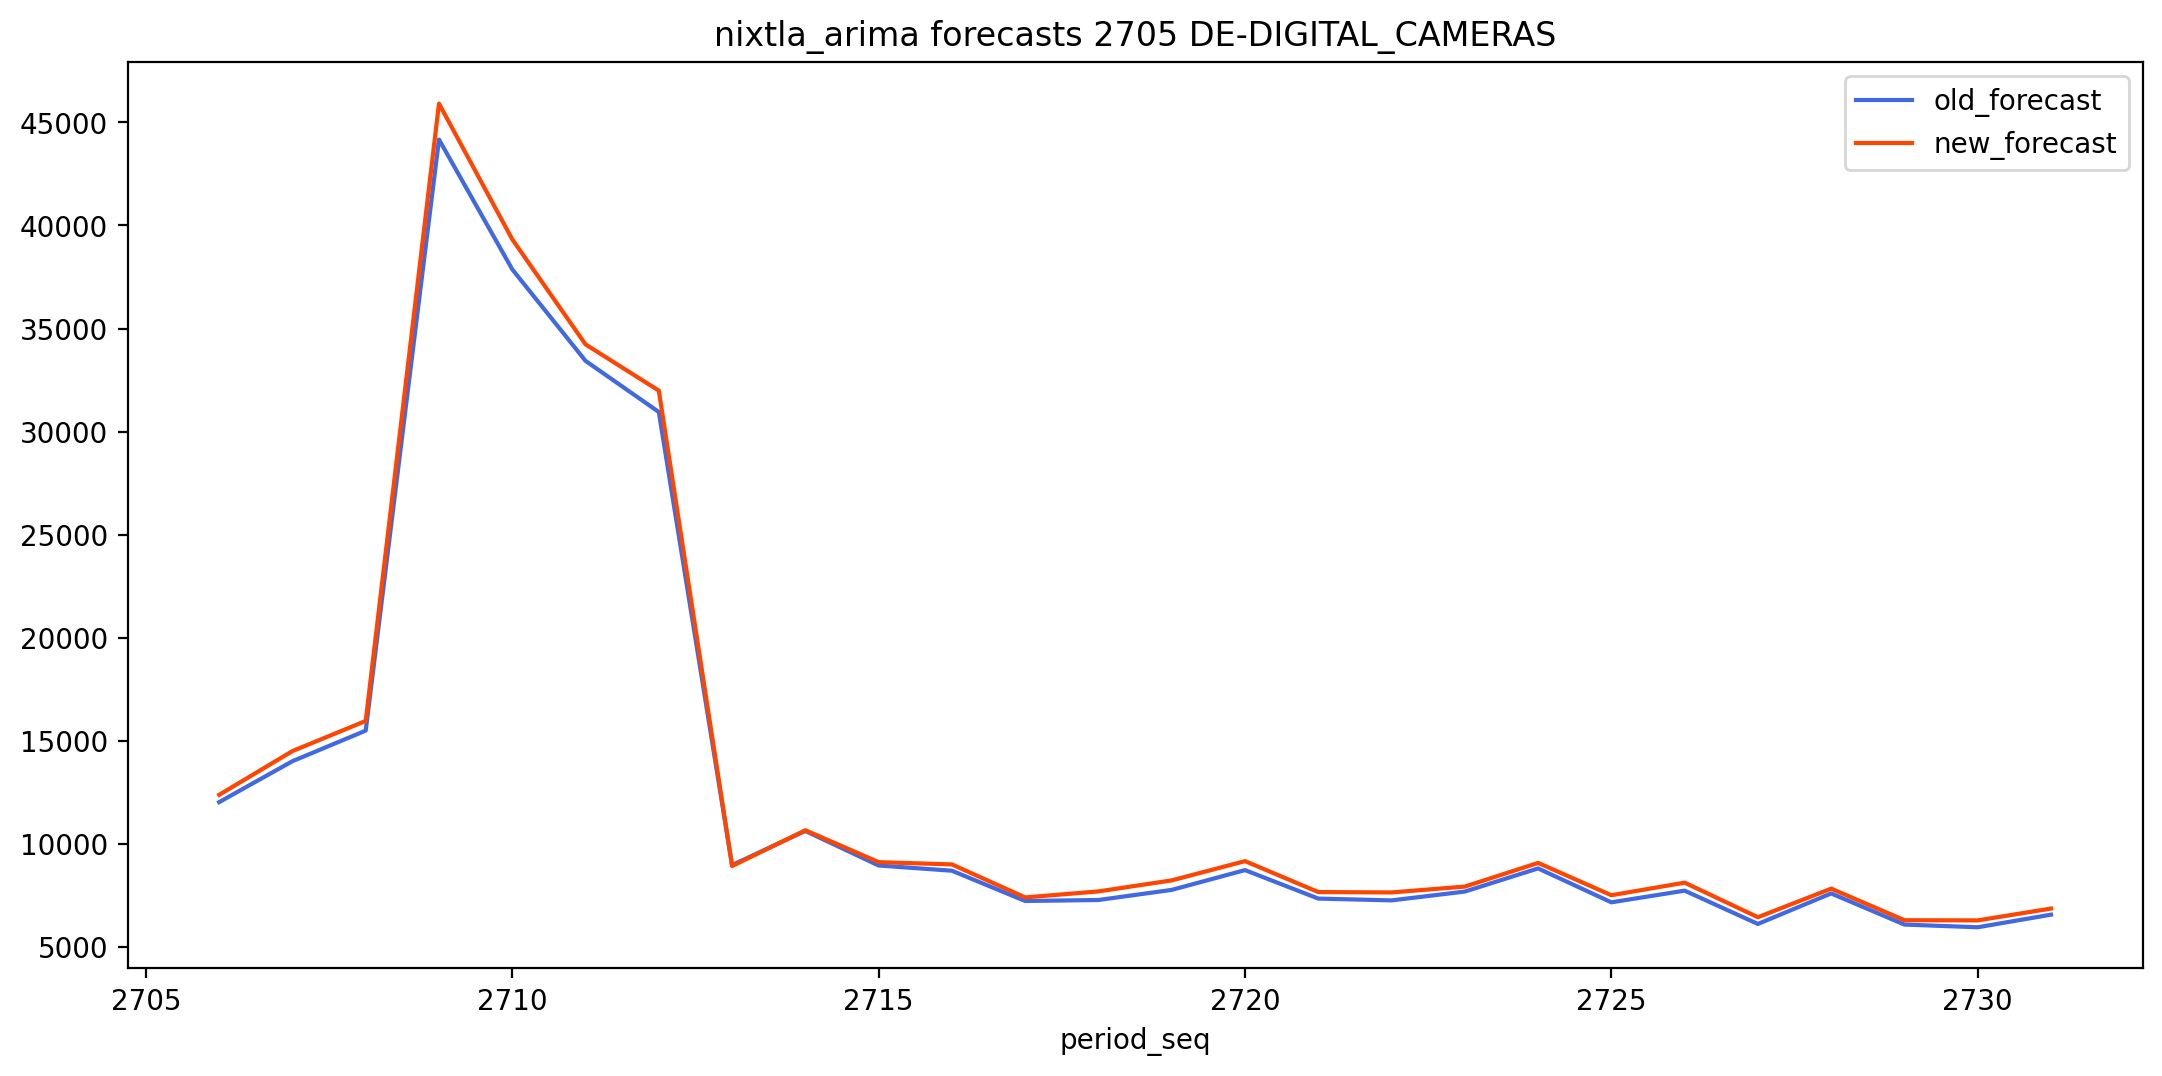 nixtla_arima forecasts 2705 DE-DIGITAL_CAMERAS
old_forecast
new_forecast
45000
40000
35000
30000
25000
20000
15000
10000
5000
2705 2710 2715 2720 2725 2730
period_seq